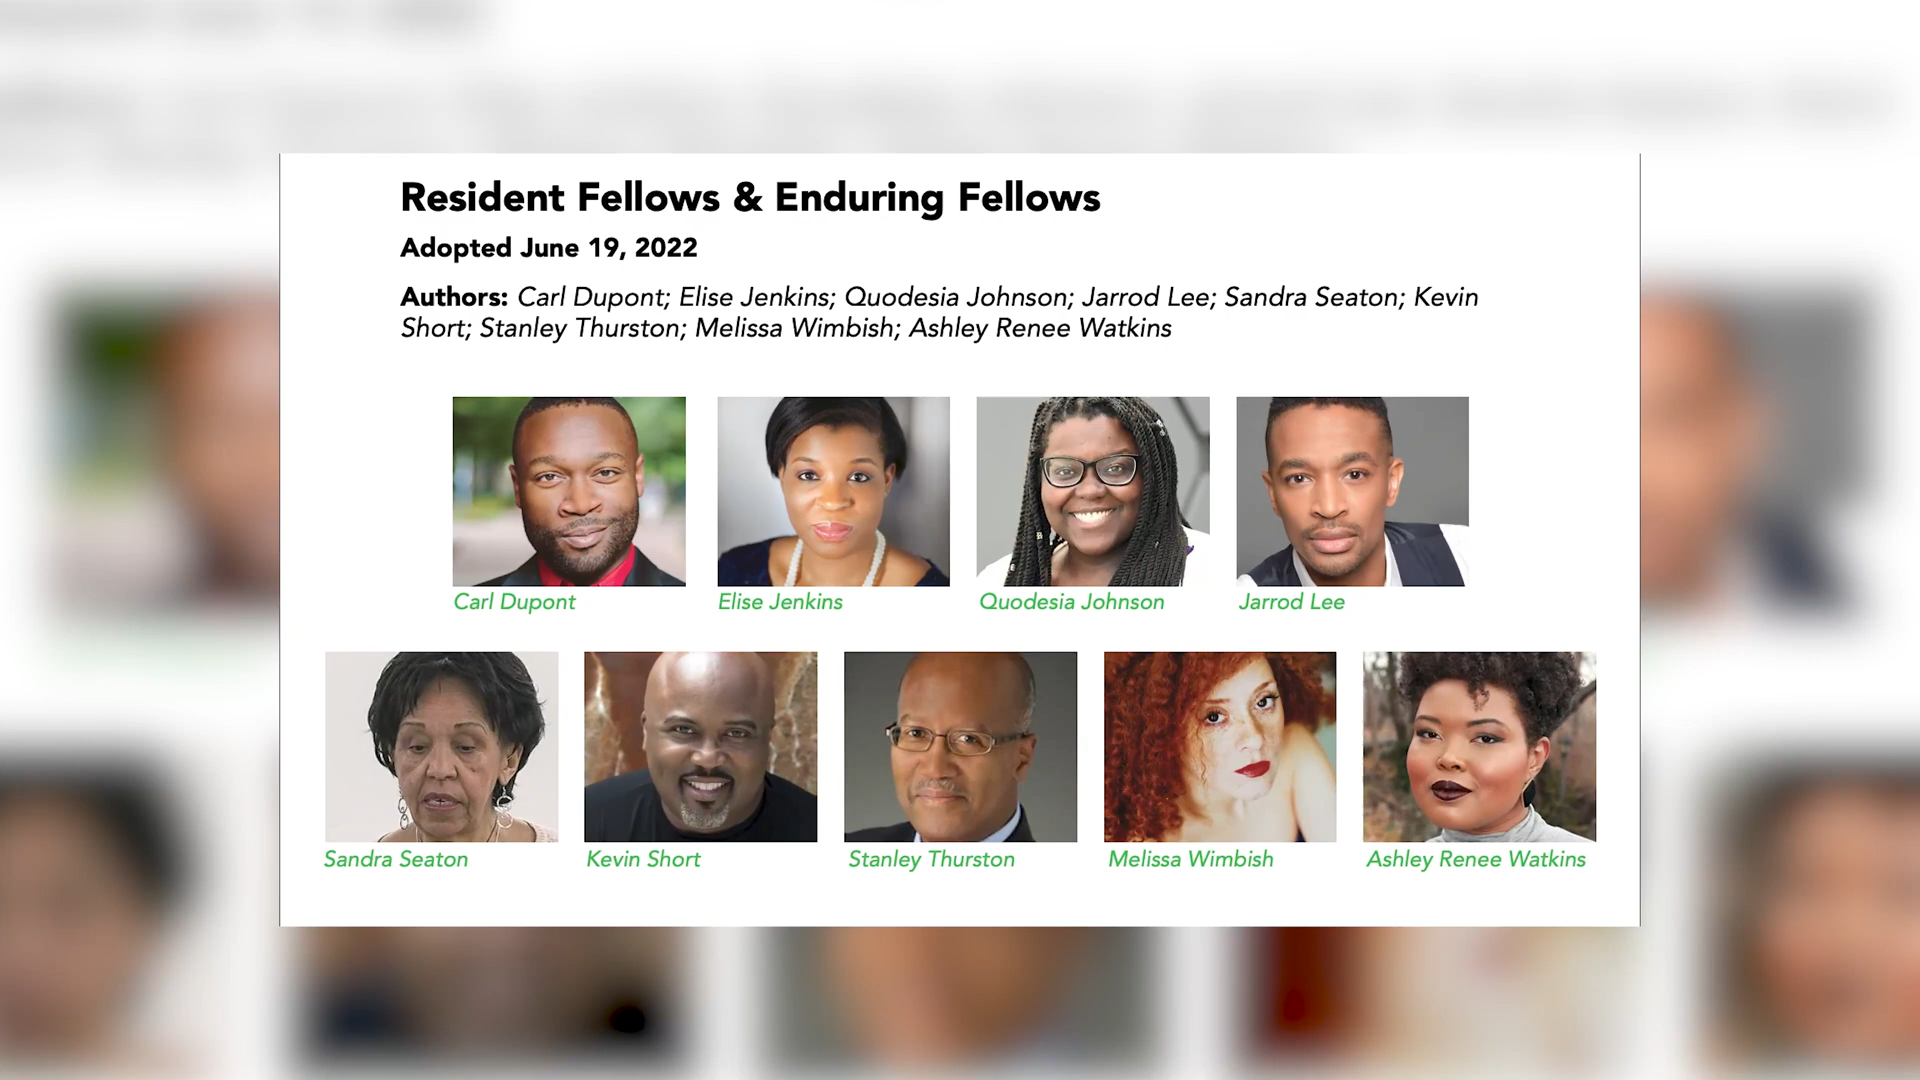 Resident Fellows & Enduring Fellows
Adopted June 19, 2022
Authors: Carl Dupont; Elise Jenkins; Quodesia Johnson; Jarrod Lee; Sandra Seaton; Kevin
Short; Stanley Thurston; Melissa Wimbish; Ashley Renee Watkins
Carl Dupont
Elise Jenkins
Quodesia Johnson
Jarrod Lee
Sandra Seaton
Kevin Short
Stanley Thurston
Melissa Wimbish
Ashley Renee Watkins